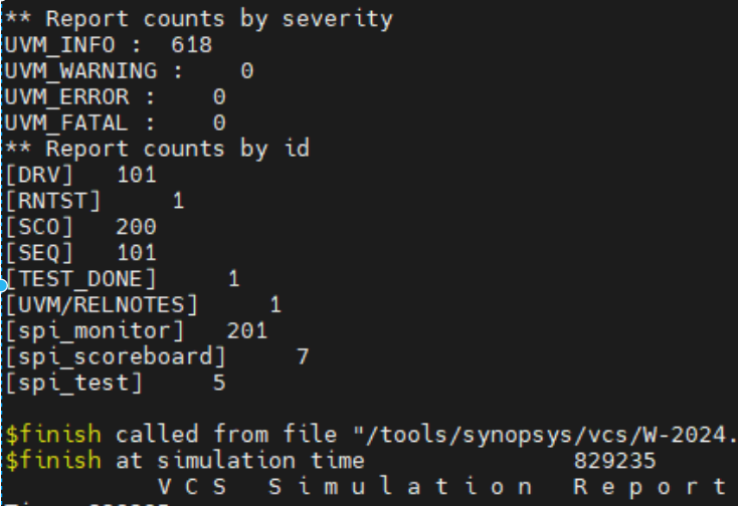 ** Report counts by severity
UVM_INFO :  618
UVM_WARNING :    0
UVM_ERROR :    0
UVM_FATAL :    0
** Report counts by id
[DRV]   101
[RNTST]     1
[SCO]   200
[SEQ]   101
[TEST_DONE]     1
[UVM/RELNOTES]     1
[spi_monitor]   201
[spi_scoreboard]     7
[spi_test]     5
$finish called from file "/tools/synopsys/vcs/W-2024.
$finish at simulation time                829235
V C S   S i m u l a t i o n   R e p o r t